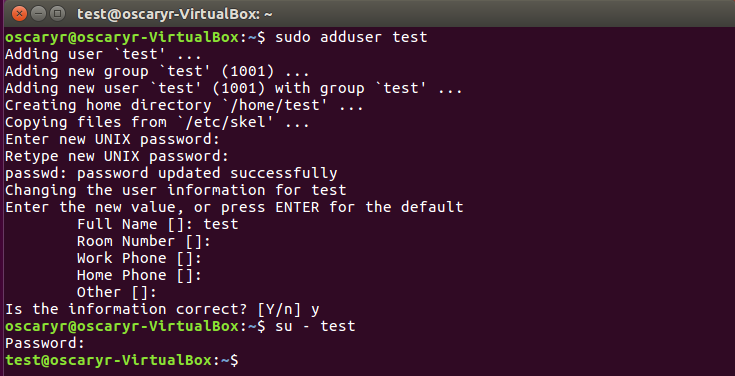 test@oscaryr-VirtualBox: ~
oscaryr@oscaryr-VirtualBox:~$ sudo adduser test
Adding user `test' ...
Adding new group `test' (1001) ...
Adding new user `test' (1001) with group `test' ...
Creating home directory `/home/test' ...
Copying files from `/etc/skel' ...
Enter new UNIX password:
Retype new UNIX password:
passwd: password updated successfully
Changing the user information for test
Enter the new value, or press ENTER for the default
        Full Name []: test
        Room Number []:
        Work Phone []:
        Home Phone []:
        Other []:
Is the information correct? [Y/n] y
oscaryr@oscaryr-VirtualBox:~$ su - test
Password:
test@oscaryr-VirtualBox:~$